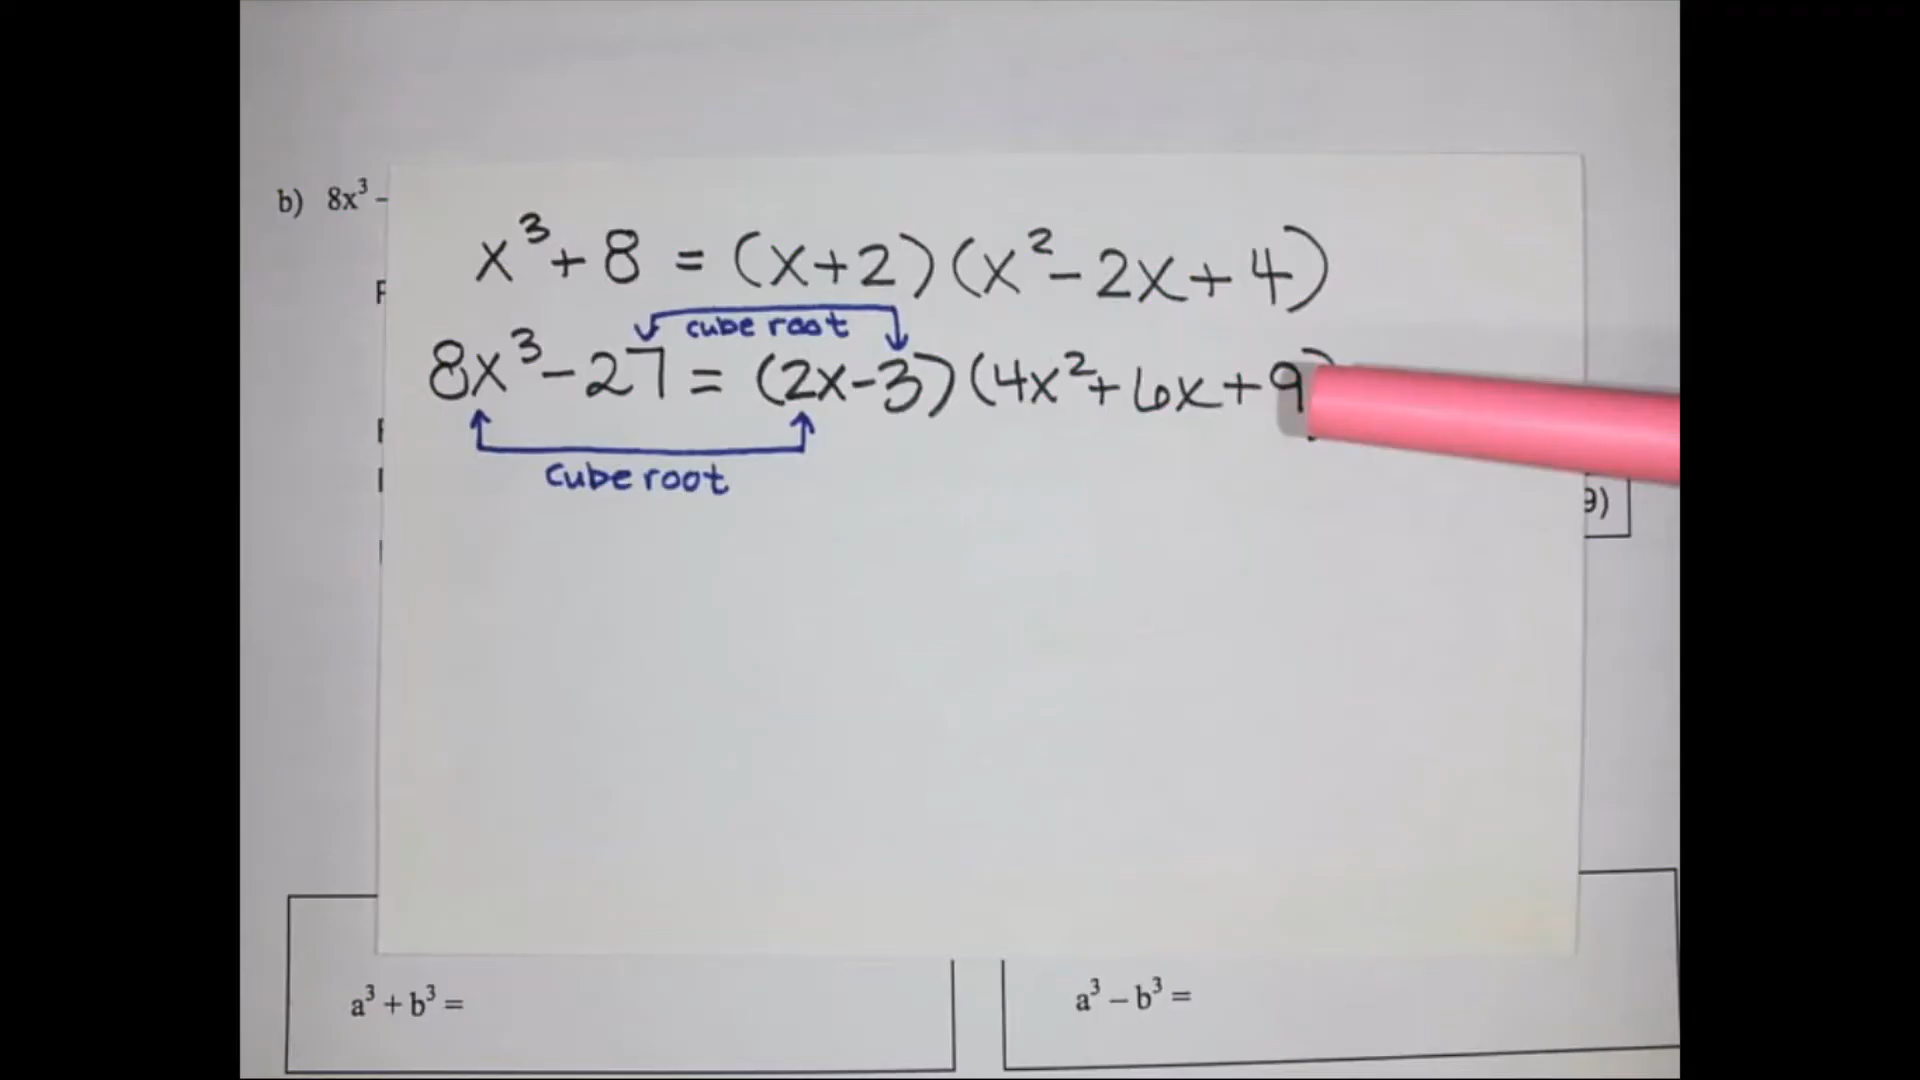 b) 8x³ -
x³ + 8 = (x+2)(x² - 2x + 4)
cube root
8x³ - 27 = (2x-3)(4x² + 6x + 9)
cube root
9)
a³ + b³ =
a³ – b³ =